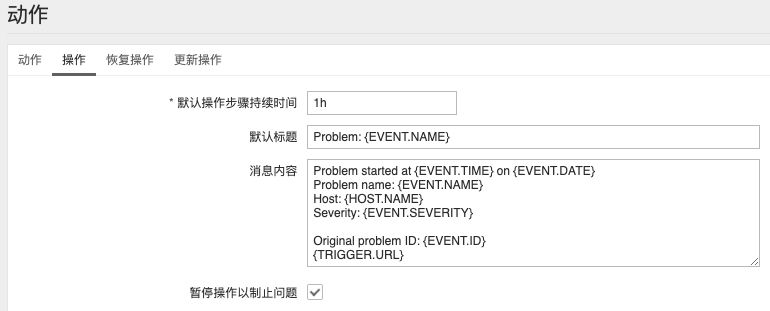 动作
动作 操作 恢复操作 更新操作
* 默认操作步骤持续时间 1h
默认标题 Problem: {EVENT.NAME}
消息内容 Problem started at {EVENT.TIME} on {EVENT.DATE}
Problem name: {EVENT.NAME}
Host: {HOST.NAME}
Severity: {EVENT.SEVERITY}
Original problem ID: {EVENT.ID}
{TRIGGER.URL}
暂停操作以制止问题